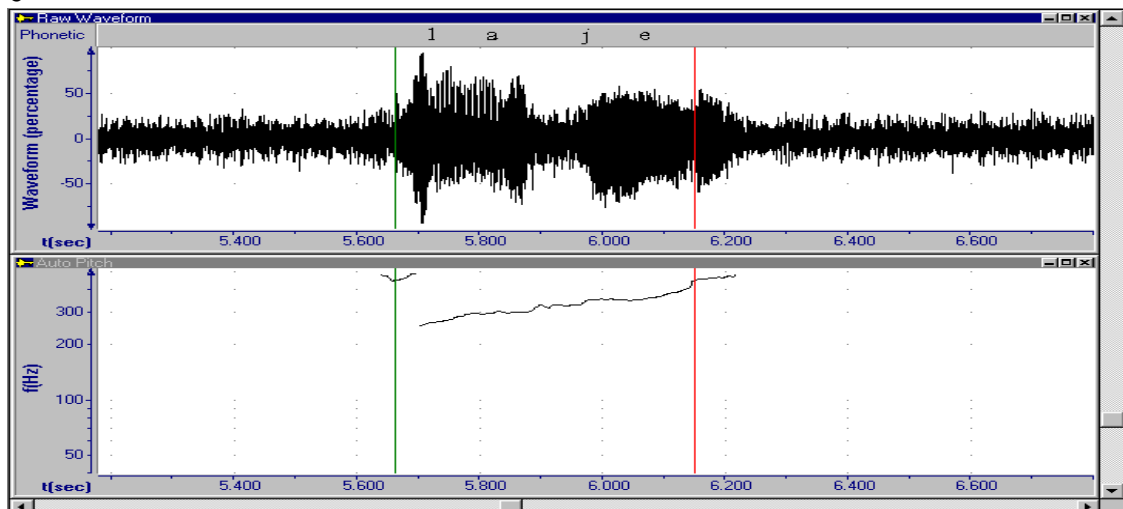 Raw Waveform
Phonetic l a j e
Waveform (percentage)
50
0
-50
t(sec) 5.400 5.600 5.800 6.000 6.200 6.400 6.600
Auto Pitch
f(Hz)
300
200
100
50
t(sec) 5.400 5.600 5.800 6.000 6.200 6.400 6.600